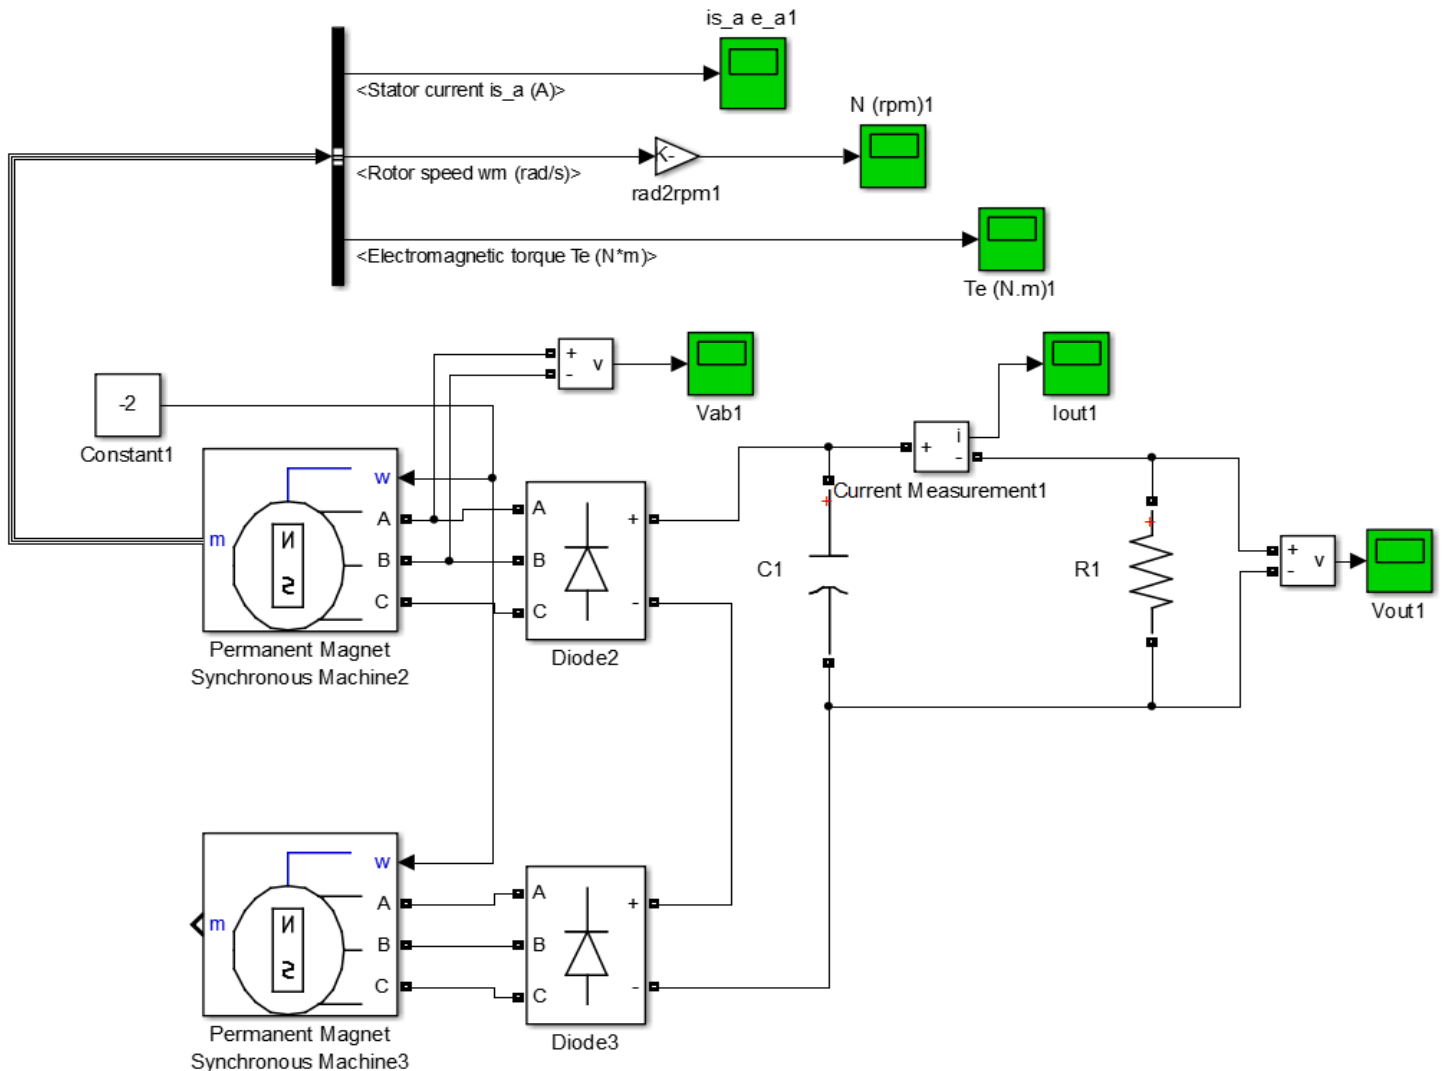 is_a e_a1
<Stator current is_a (A)>
N (rpm)1
K-
<Rotor speed wm (rad/s)>
rad2rpm1
<Electromagnetic torque Te (N*m)>
Te (N.m)1
+
-
v
Vab1
Iout1
-2
Constant1
w
m
A
B
C
N
S
Permanent Magnet
Synchronous Machine2
A
B
C
+
-
Diode2
+
i
-
Current Measurement1
+
C1
+
R1
+
-
v
Vout1
w
m
A
B
C
N
S
Permanent Magnet
Synchronous Machine3
A
B
C
+
-
Diode3